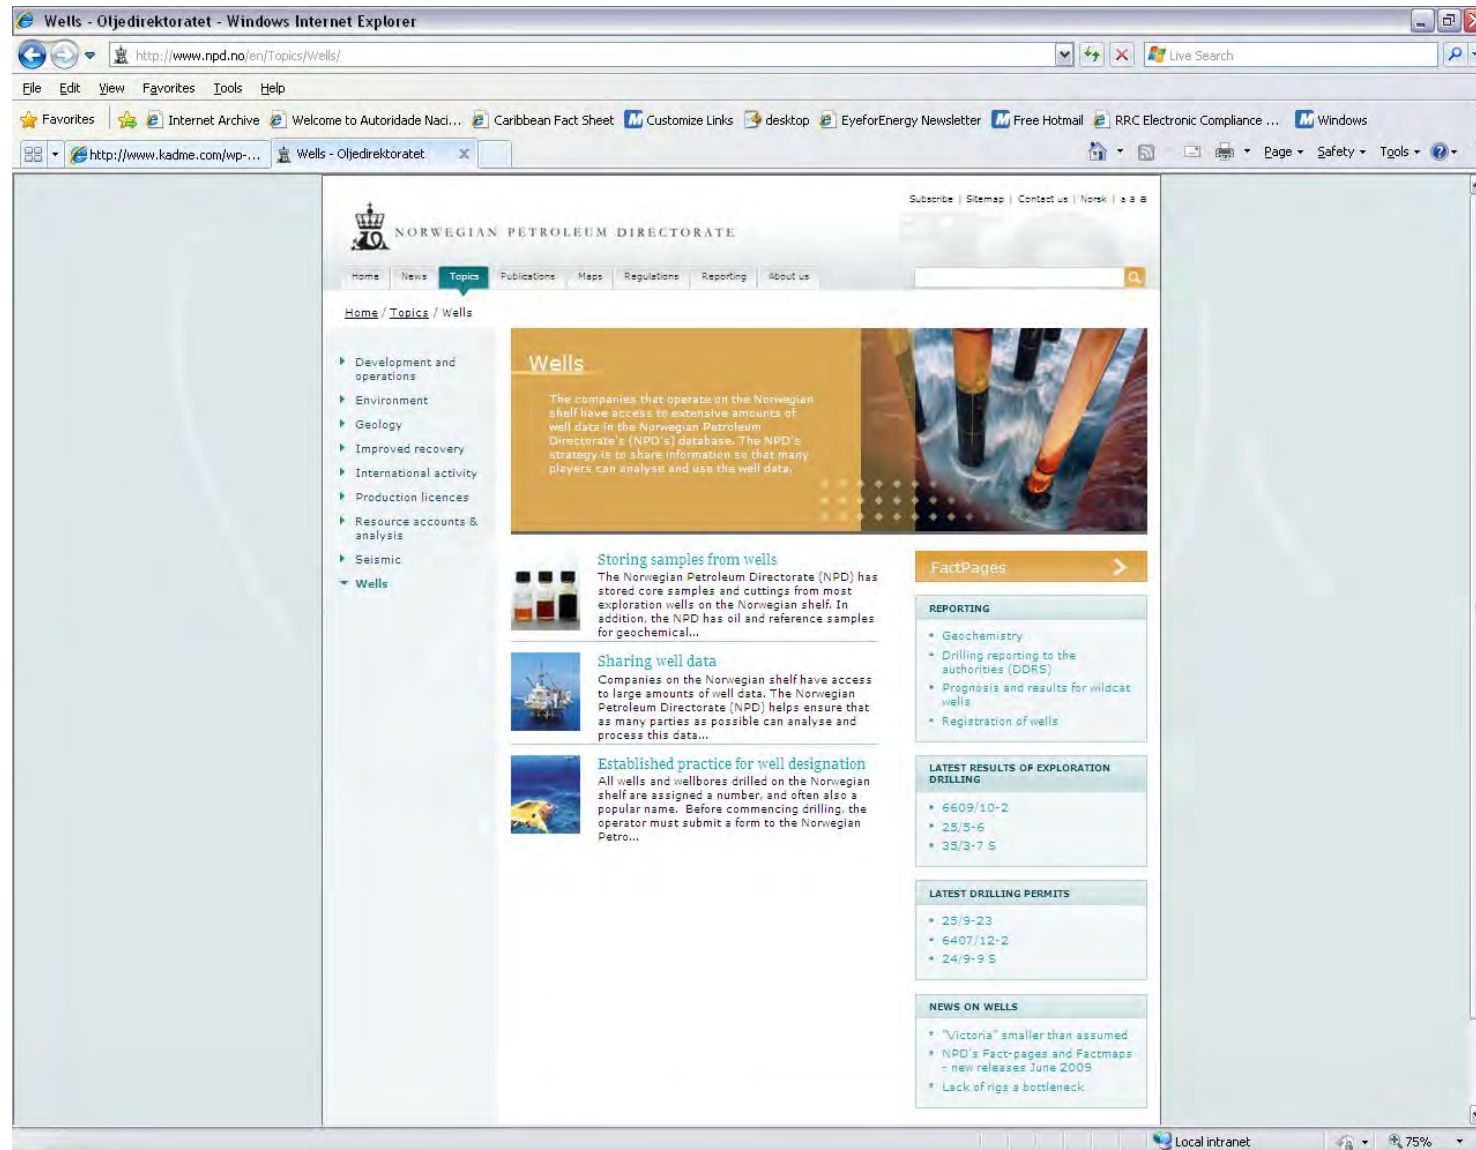 Wells - Oljedirektoratet - Windows Internet Explorer
http://www.npd.no/en/Topics/Wells/
Live Search
File Edit View Favorites Tools Help
Favorites Internet Archive Welcome to Autoridade Naci... Caribbean Fact Sheet Customize Links desktop EyeforEnergy Newsletter Free Hotmail RRC Electronic Compliance ... Windows
http://www.kadme.com/wp-... Wells - Oljedirektoratet x
Page Safety Tools
Subscribe | Sitemap | Contact us | Norsk | a a a
NORWEGIAN PETROLEUM DIRECTORATE
Home News Topics Publications Maps Regulations Reporting About us
Home / Topics / Wells
Development and
operations
Environment
Geology
Improved recovery
International activity
Production licences
Resource accounts &
analysis
Seismic
Wells
Wells
The companies that operate on the Norwegian
shelf have access to extensive amounts of
well data in the Norwegian Petroleum
Directorate's (NPD's) database. The NPD's
strategy is to share information so that many
players can analyse and use the well data.
Storing samples from wells
The Norwegian Petroleum Directorate (NPD) has
stored core samples and cuttings from most
exploration wells on the Norwegian shelf. In
addition, the NPD has oil and reference samples
for geochemical...
Sharing well data
Companies on the Norwegian shelf have access
to large amounts of well data. The Norwegian
Petroleum Directorate (NPD) helps ensure that
as many parties as possible can analyse and
process this data...
Established practice for well designation
All wells and wellbores drilled on the Norwegian
shelf are assigned a number, and often also a
popular name. Before commencing drilling, the
operator must submit a form to the Norwegian
Petro...
FactPages
REPORTING
Geochemistry
Drilling reporting to the
authorities (DDRS)
Prognosis and results for wildcat
wells
Registration of wells
LATEST RESULTS OF EXPLORATION
DRILLING
6609/10-2
25/5-6
35/3-7 S
LATEST DRILLING PERMITS
25/9-23
6407/12-2
24/9-9 S
NEWS ON WELLS
"Victoria" smaller than assumed
NPD's Fact-pages and Factmaps
- new releases June 2009
Lack of rigs a bottleneck
Local intranet
75%